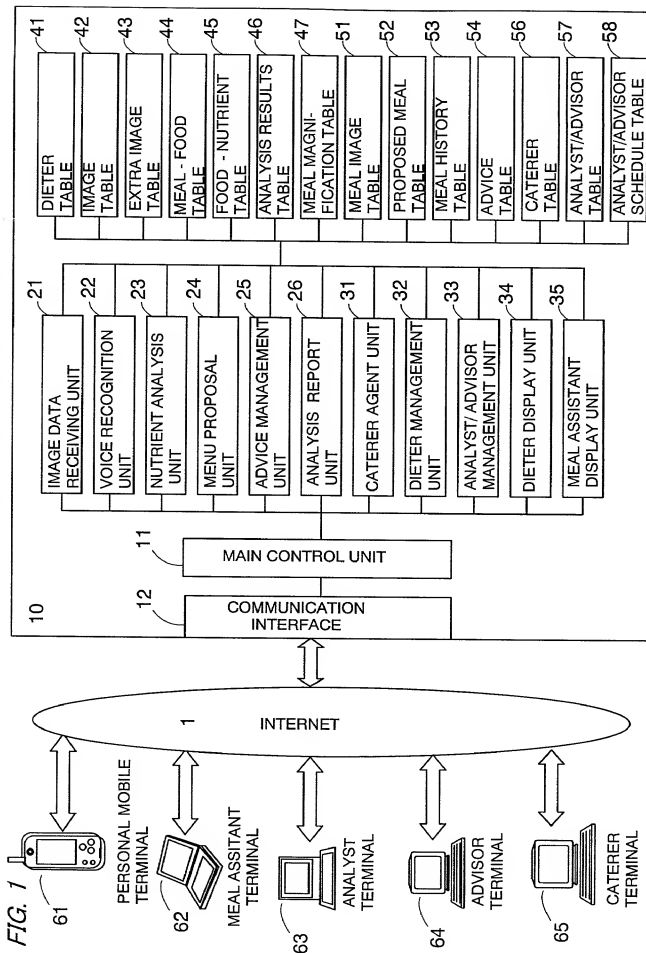 FIG. 1
61
PERSONAL MOBILE
TERMINAL
62
MEAL ASSITANT
TERMINAL
63
ANALYST
TERMINAL
64
ADVISOR
TERMINAL
65
CATERER
TERMINAL
1
INTERNET
10
12
COMMUNICATION
INTERFACE
11
MAIN CONTROL UNIT
21
IMAGE DATA
RECEIVING UNIT
22
VOICE RECOGNITION
UNIT
23
NUTRIENT ANALYSIS
UNIT
24
MENU PROPOSAL
UNIT
25
ADVICE MANAGEMENT
UNIT
26
ANALYSIS REPORT
UNIT
31
CATERER AGENT UNIT
32
DIETER MANAGEMENT
UNIT
33
ANALYST/ ADVISOR
MANAGEMENT UNIT
34
DIETER DISPLAY UNIT
35
MEAL ASSISTANT
DISPLAY UNIT
41
DIETER
TABLE
42
IMAGE
TABLE
43
EXTRA IMAGE
TABLE
44
MEAL - FOOD
TABLE
45
FOOD - NUTRIENT
TABLE
46
ANALYSIS RESULTS
TABLE
47
MEAL MAGNI-
FICATION TABLE
51
MEAL IMAGE
TABLE
52
PROPOSED MEAL
TABLE
53
MEAL HISTORY
TABLE
54
ADVICE
TABLE
56
CATERER
TABLE
57
ANALYST/ADVISOR
TABLE
58
ANALYST/ADVISOR
SCHEDULE TABLE